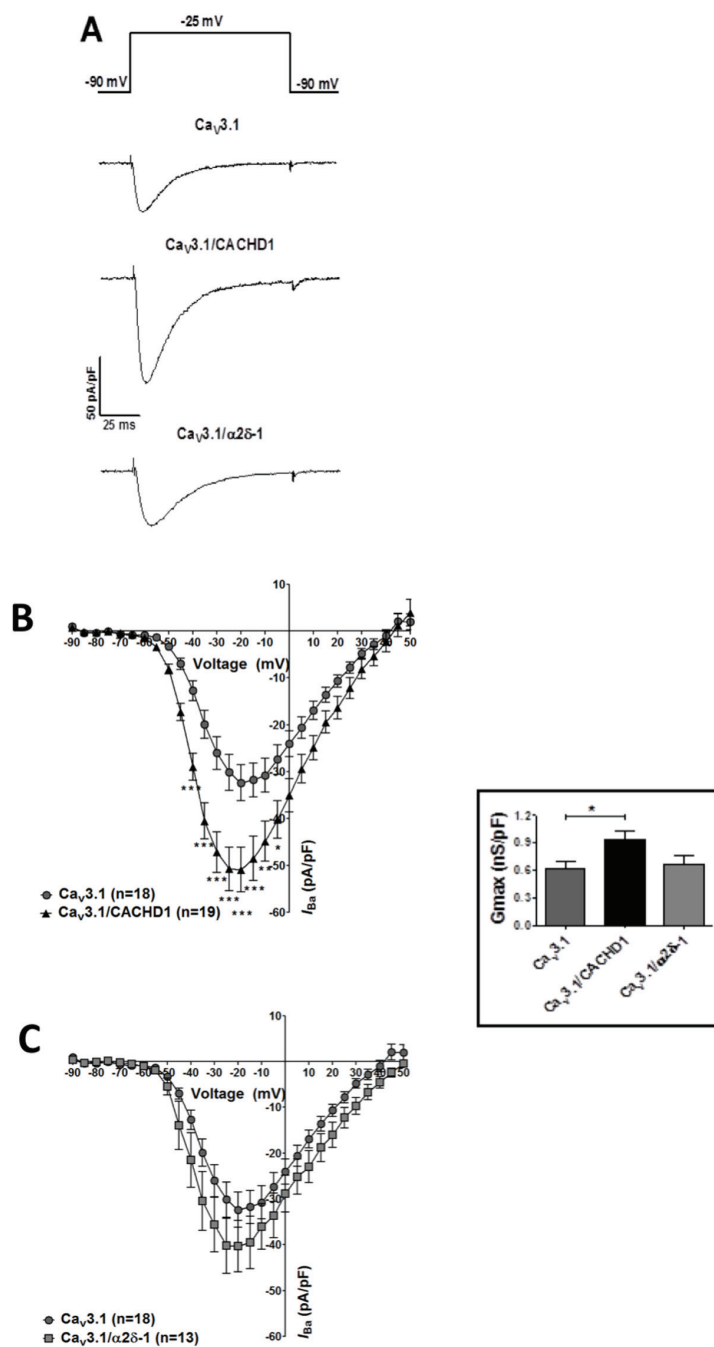 A
-25 mV
-90 mV
-90 mV
CaV3.1
CaV3.1/CACHD1
50 pA/pF
25 ms
CaV3.1/α2δ-1
B
10
-90 -80 -70 -60 -50 -40 -30 -20 -10 10 20 30 40 50
Voltage (mV)
-10
-20
-30
-40
-50
-60
***
***
***
***
***
***
**
*
IBa (pA/pF)
Cav3.1 (n=18)
Cav3.1/CACHD1 (n=19)
Gmax (nS/pF)
1.2
0.9
0.6
0.3
0.0
*
Cav3.1
Cav3.1/CACHD1
Cav3.1/α2δ-1
C
10
-90 -80 -70 -60 -50 -40 -30 -20 -10 10 20 30 40 50
Voltage (mV)
-10
-20
-30
-40
-50
-60
IBa (pA/pF)
Cav3.1 (n=18)
Cav3.1/α2δ-1 (n=13)